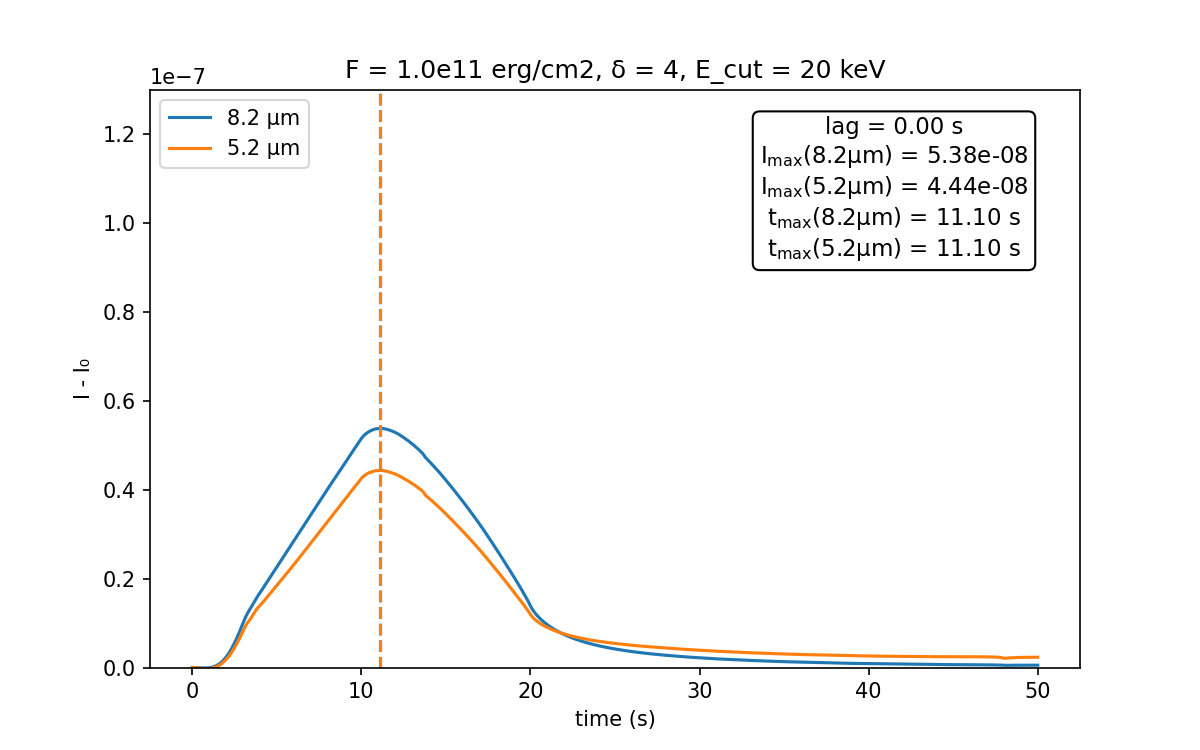 F = 1.0e11 erg/cm2, δ = 4, E_cut = 20 keV
1e−7
8.2 μm
5.2 μm
lag = 0.00 s
Imax(8.2μm) = 5.38e-08
Imax(5.2μm) = 4.44e-08
tmax(8.2μm) = 11.10 s
tmax(5.2μm) = 11.10 s
1.2
1.0
0.8
0.6
0.4
0.2
0.0
I - I₀
0 10 20 30 40 50
time (s)